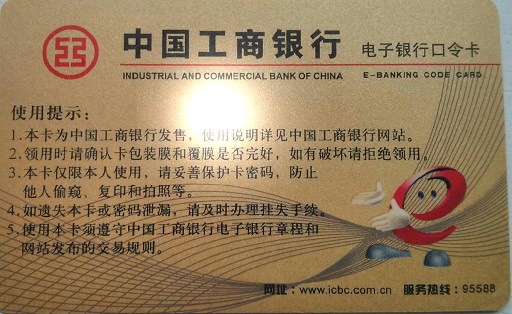 中国工商银行 电子银行口令卡
INDUSTRIAL AND COMMERCIAL BANK OF CHINA E-BANKING CODE CARD
使用提示：
1.本卡为中国工商银行发售，使用说明详见中国工商银行网站。
2.领用时请确认卡包装膜和覆膜是否完好，如有破坏请拒绝领用。
3.本卡仅限本人使用，请妥善保护卡密码，防止
他人偷窥、复印和拍照等。
4.如遗失本卡或密码泄漏，请及时办理挂失手续。
5.使用本卡须遵守中国工商银行电子银行章程和
网站发布的交易规则。
网址：www.icbc.com.cn 服务热线：95588